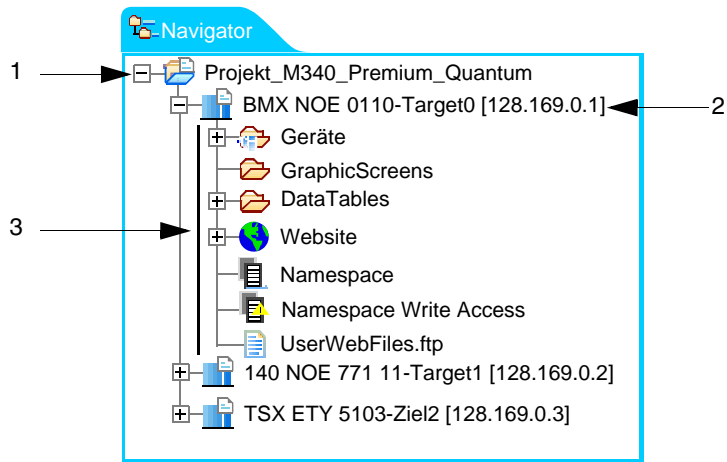 Navigator
1
Projekt_M340_Premium_Quantum
BMX NOE 0110-Target0 [128.169.0.1]
2
Geräte
GraphicScreens
DataTables
3
Website
Namespace
Namespace Write Access
UserWebFiles.ftp
140 NOE 771 11-Target1 [128.169.0.2]
TSX ETY 5103-Ziel2 [128.169.0.3]